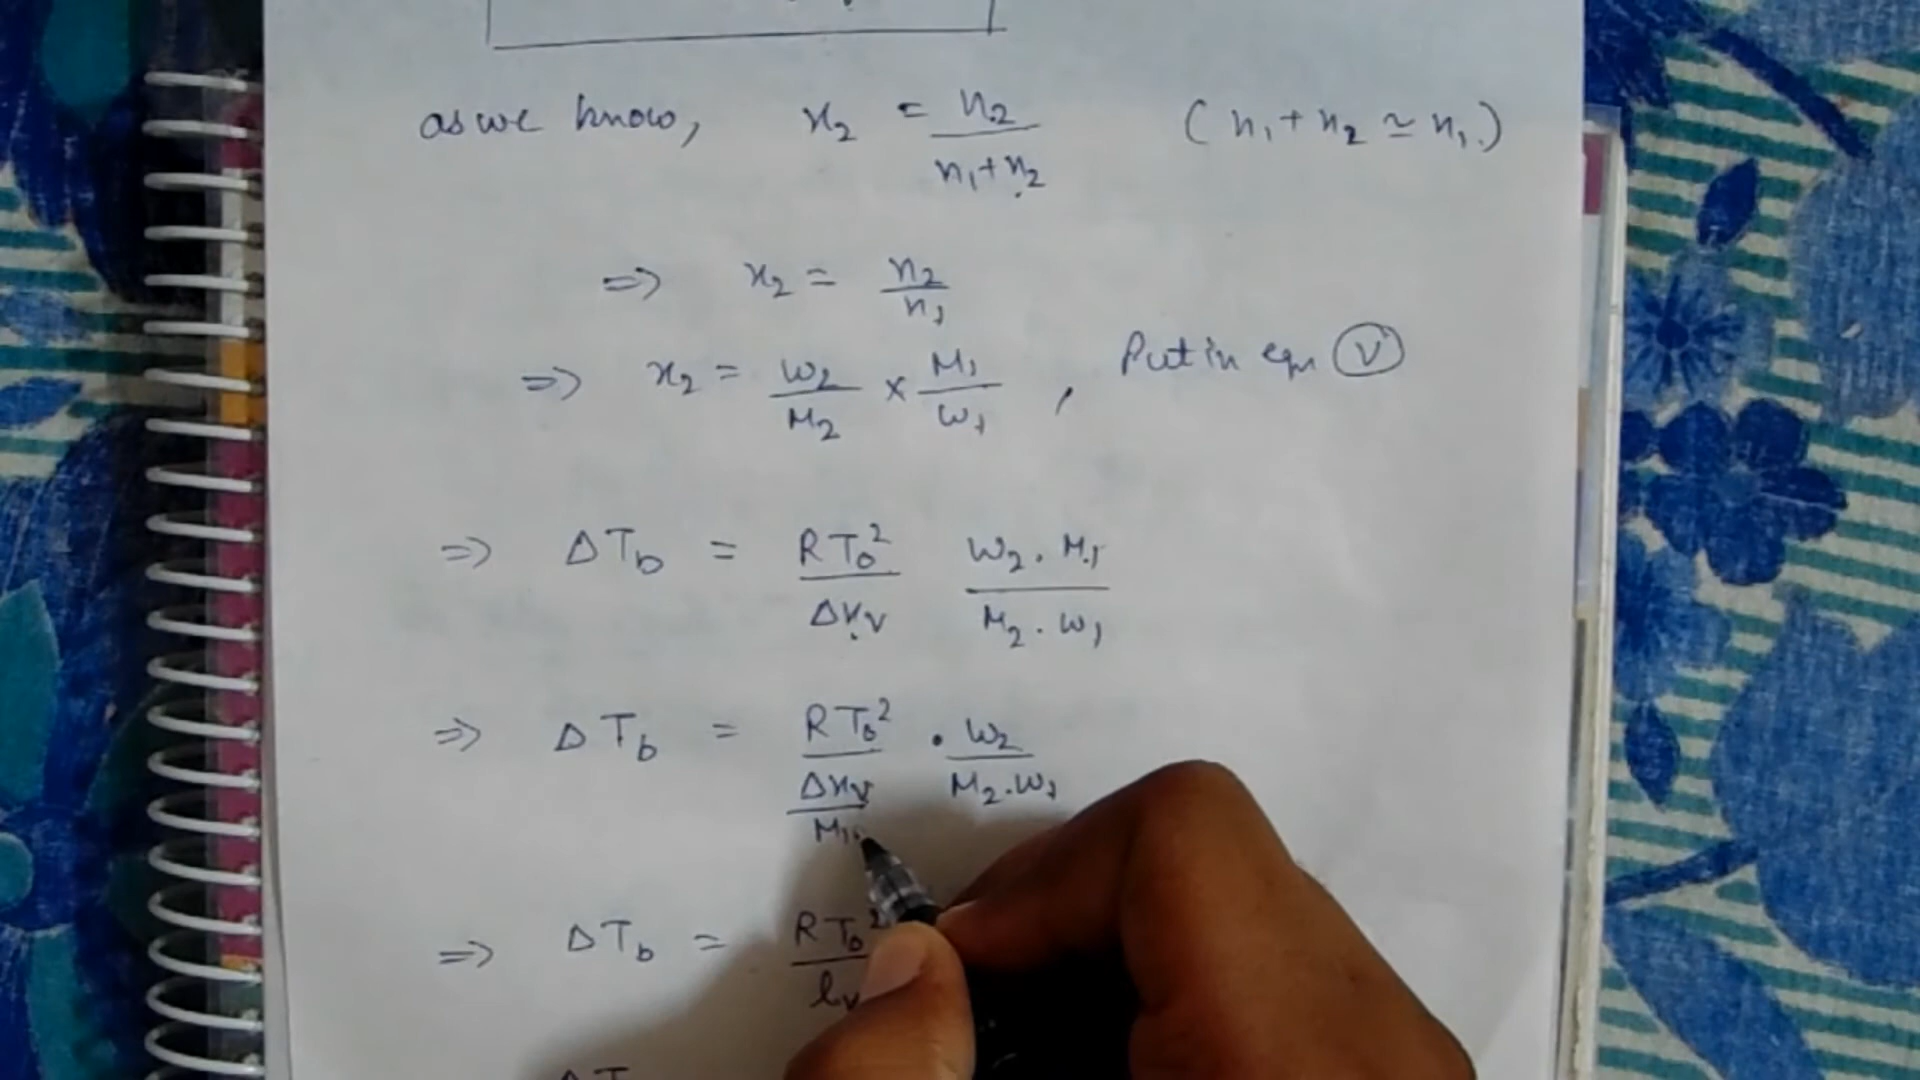 as we know, x₂ = n₂ / (n₁+n₂) (n₁+n₂ ≃ n₁)
⇒ x₂ = n₂ / n₁
⇒ x₂ = w₂ / M₂ × M₁ / w₁ , Put in eqn (V)
⇒ ΔT_b = RT₀² / ΔH_v w₂ . M₁ / M₂ . w₁
⇒ ΔT_b = RT₀² / (ΔH_v / M₁) . w₂ / M₂ . w₁
⇒ ΔT_b = RT₀² / l_v
ΔT